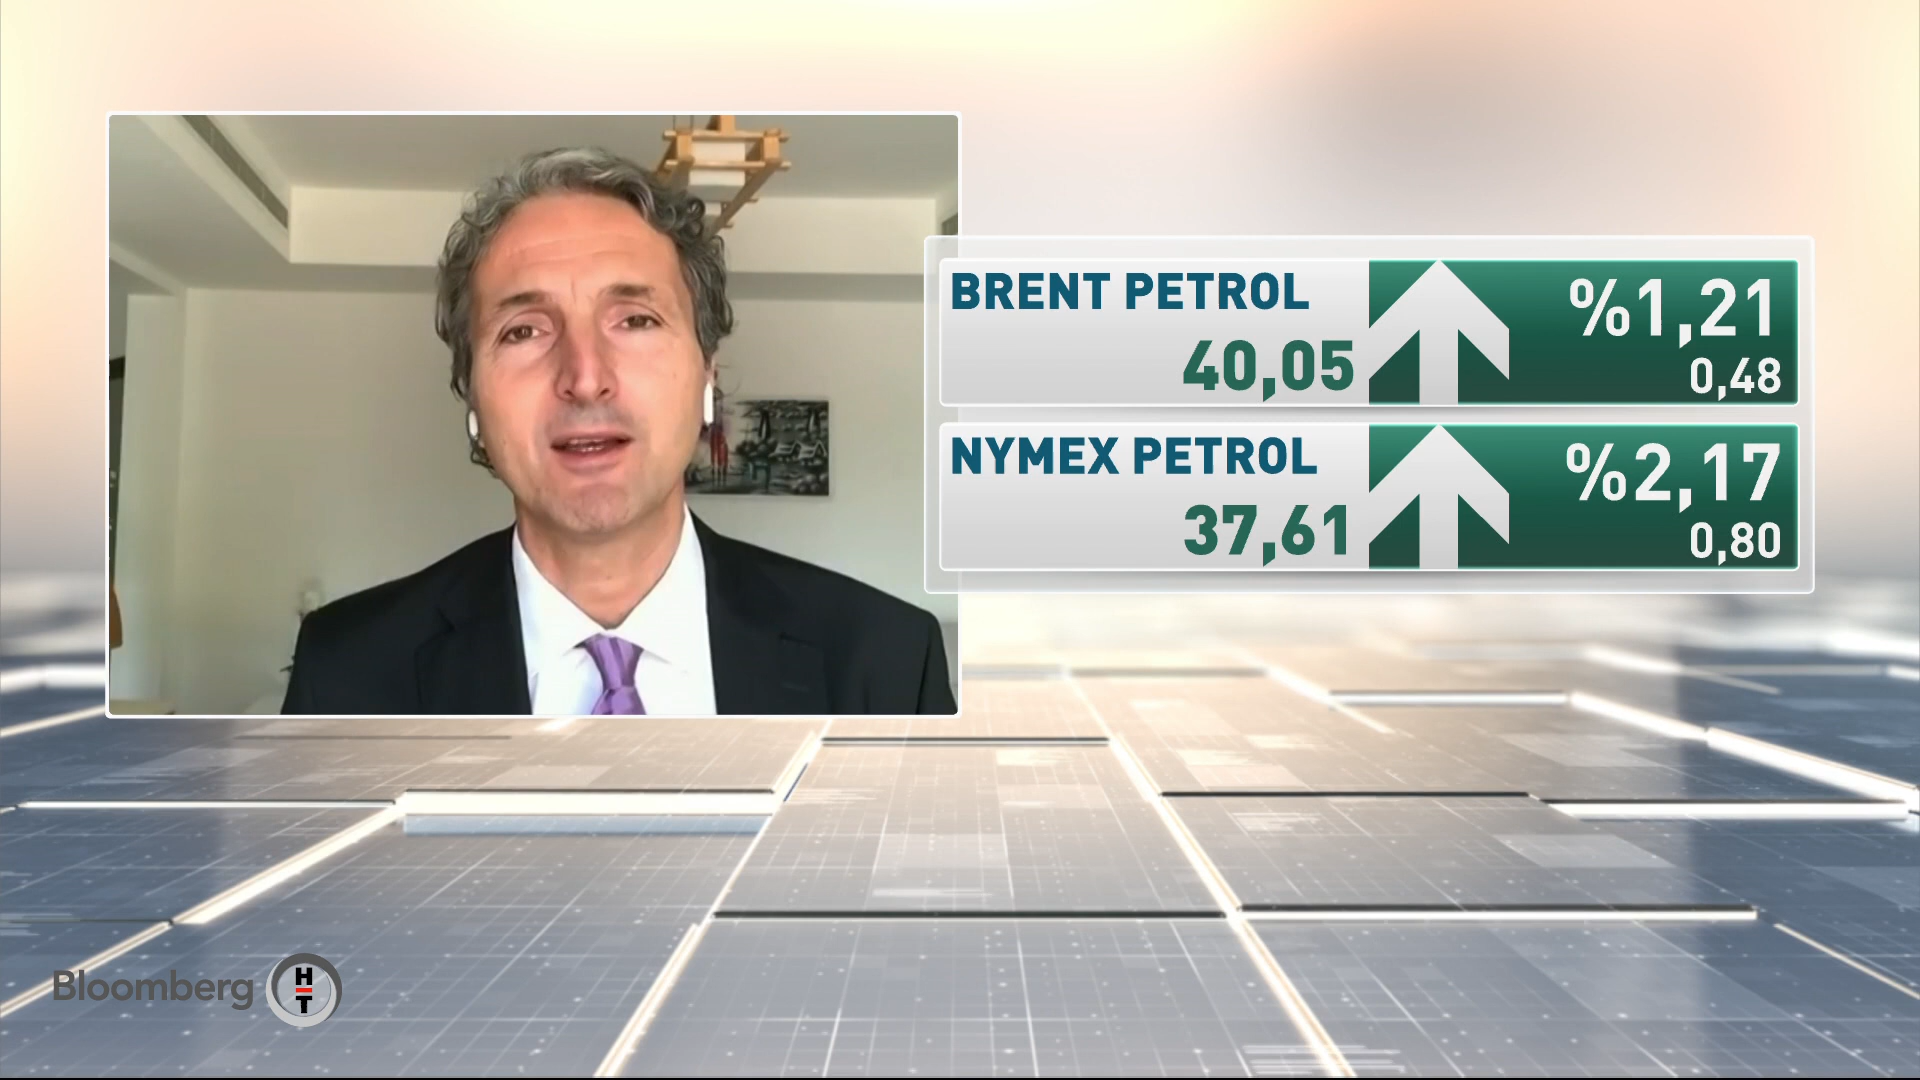 BRENT PETROL
40,05
%1,21
0,48
NYMEX PETROL
37,61
%2,17
0,80
Bloomberg HT